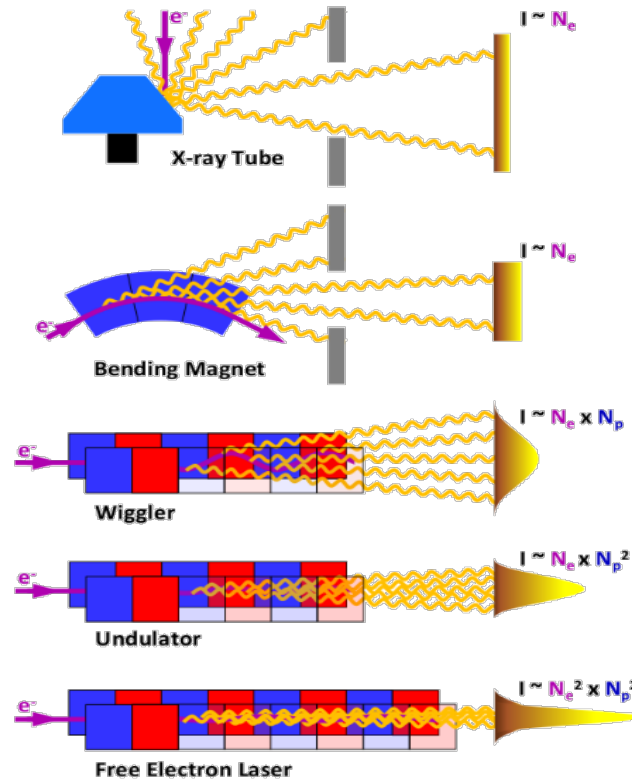 e⁻
I ~ Nₑ
X-ray Tube
I ~ Nₑ
e⁻
Bending Magnet
I ~ Nₑ x Nₚ
e⁻
Wiggler
I ~ Nₑ x Nₚ²
e⁻
Undulator
I ~ Nₑ² x Nₚ²
e⁻
Free Electron Laser